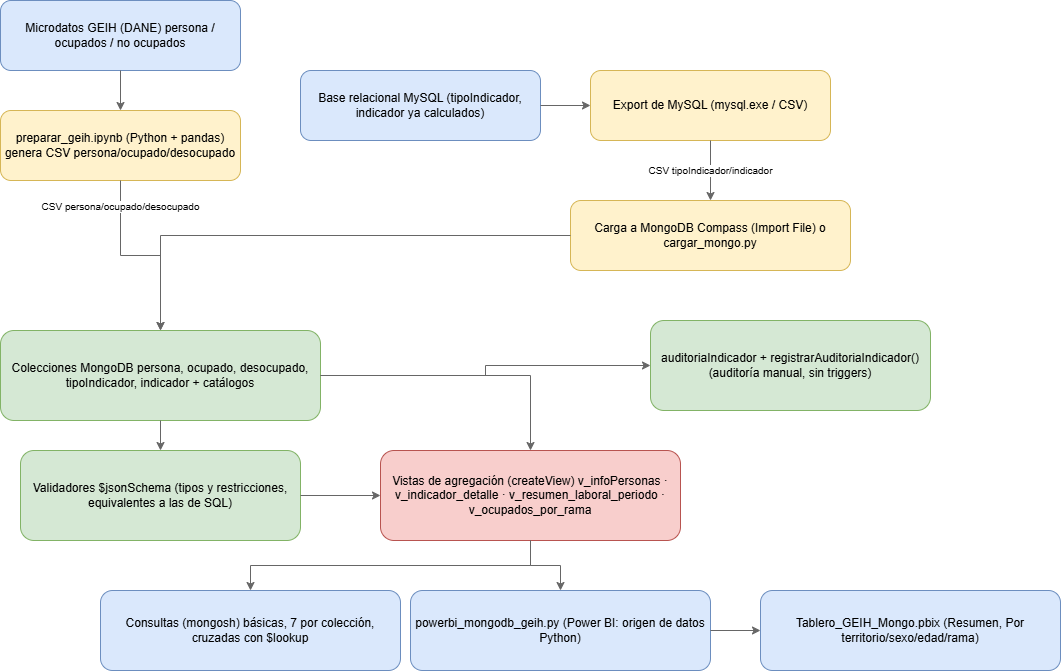 Microdatos GEIH (DANE) persona /
ocupados / no ocupados
Base relacional MySQL (tipoIndicador,
indicador ya calculados)
Export de MySQL (mysql.exe / CSV)
preparar_geih.ipynb (Python + pandas)
genera CSV persona/ocupado/desocupado
CSV tipoIndicador/indicador
CSV persona/ocupado/desocupado
Carga a MongoDB Compass (Import File) o
cargar_mongo.py
Colecciones MongoDB persona, ocupado, desocupado,
tipoIndicador, indicador + catálogos
auditoriaIndicador + registrarAuditoriaIndicador()
(auditoría manual, sin triggers)
Validadores $jsonSchema (tipos y restricciones,
equivalentes a las de SQL)
Vistas de agregación (createView) v_infoPersonas ·
v_indicador_detalle · v_resumen_laboral_periodo ·
v_ocupados_por_rama
Consultas (mongosh) básicas, 7 por colección,
cruzadas con $lookup
powerbi_mongodb_geih.py (Power BI: origen de datos
Python)
Tablero_GEIH_Mongo.pbix (Resumen, Por
territorio/sexo/edad/rama)